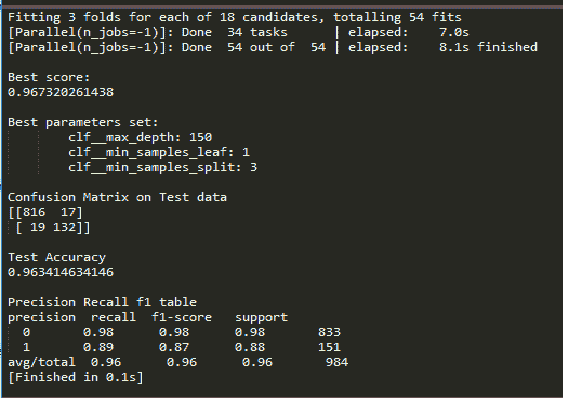 Fitting 3 folds for each of 18 candidates, totalling 54 fits
[Parallel(n_jobs=-1)]: Done  34 tasks      | elapsed:    7.0s
[Parallel(n_jobs=-1)]: Done  54 out of  54 | elapsed:    8.1s finished
Best score:
0.967320261438
Best parameters set:
clf__max_depth: 150
clf__min_samples_leaf: 1
clf__min_samples_split: 3
Confusion Matrix on Test data
[[816  17]
[ 19 132]]
Test Accuracy
0.963414634146
Precision Recall f1 table
precision  recall  f1-score   support
0       0.98      0.98      0.98       833
1       0.89      0.87      0.88       151
avg/total  0.96      0.96      0.96       984
[Finished in 0.1s]